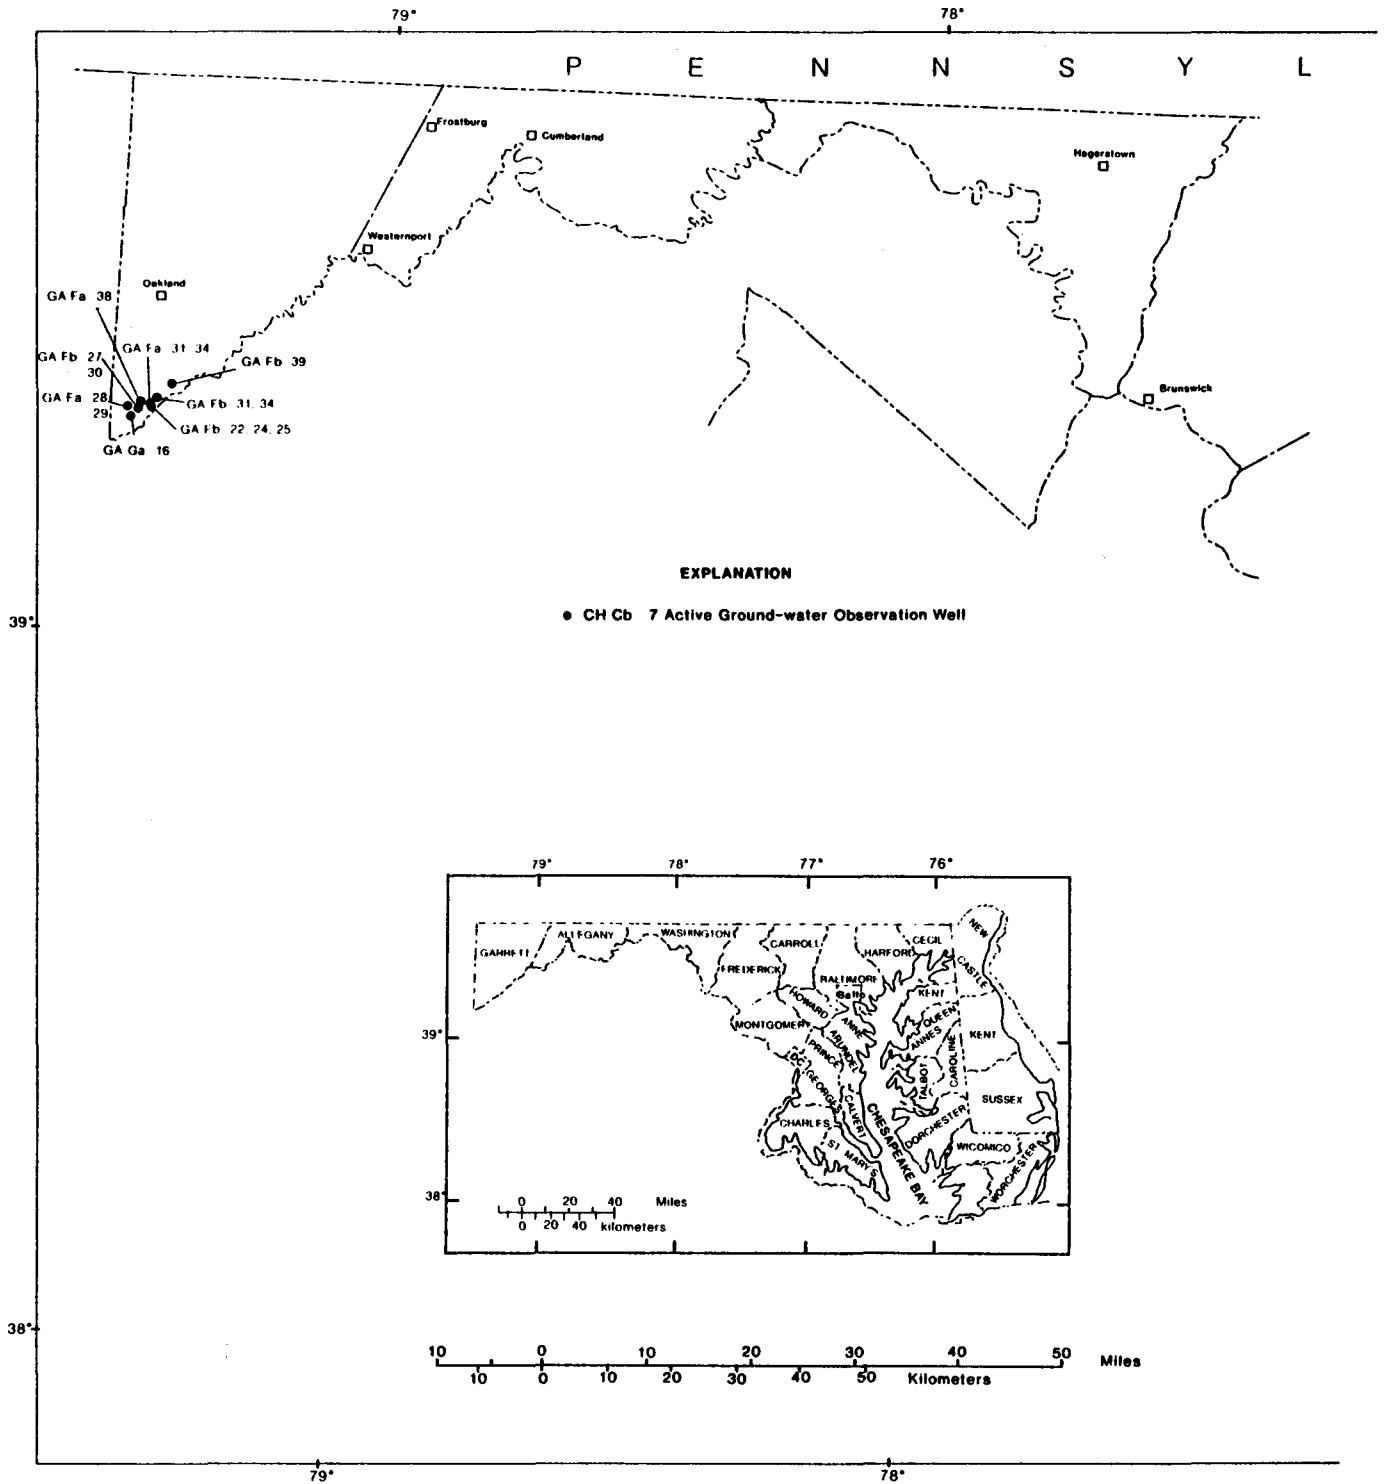 79° 78°
P E N N S Y L
Frostburg
Cumberland
Hagerstown
Westernport
Oakland
GA Fa 38
GA Fa 31 34
GA Fb 27
30
GA Fb 39
GA Fa 28
29
GA Fb 31, 34
Brunswick
GA Fb 22, 24, 25
GA Ga 16
EXPLANATION
● CH Cb 7 Active Ground-water Observation Well
39°
79° 78° 77° 76°
NEW
CASTLE
GARRETT
ALLEGANY
WASHINGTON
CARROLL
CECIL
HARFORD
FREDERICK
BALTIMORE
Balto
KENT
HOWARD
MONTGOMERY
ANNE
ARUNDEL
QUEEN
ANNES
KENT
39°
PRINCE
GEORGES
DC
CAROLINE
TALBOT
SUSSEX
CALVERT
CHARLES
ST MARY'S
CHESAPEAKE BAY
DORCHESTER
WICOMICO
WORCHESTER
38°
0 20 40 Miles
0 20 40 kilometers
38°
10 0 10 20 30 40 50 Miles
10 0 10 20 30 40 50 Kilometers
79° 78°